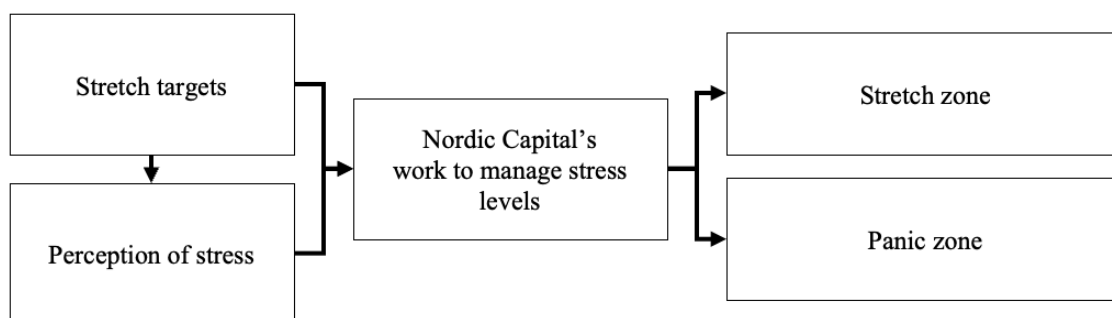 Stretch targets
Perception of stress
Nordic Capital’s
work to manage stress
levels
Stretch zone
Panic zone